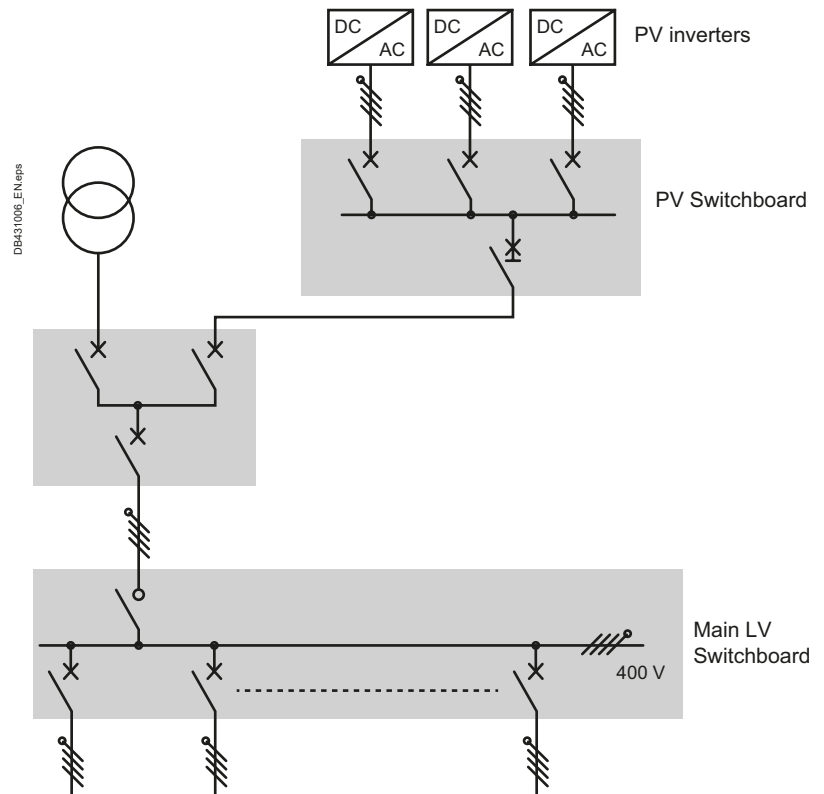 DC
AC
DC
AC
DC
AC
PV inverters
DB431006_EN.eps
PV Switchboard
Main LV
Switchboard
400 V